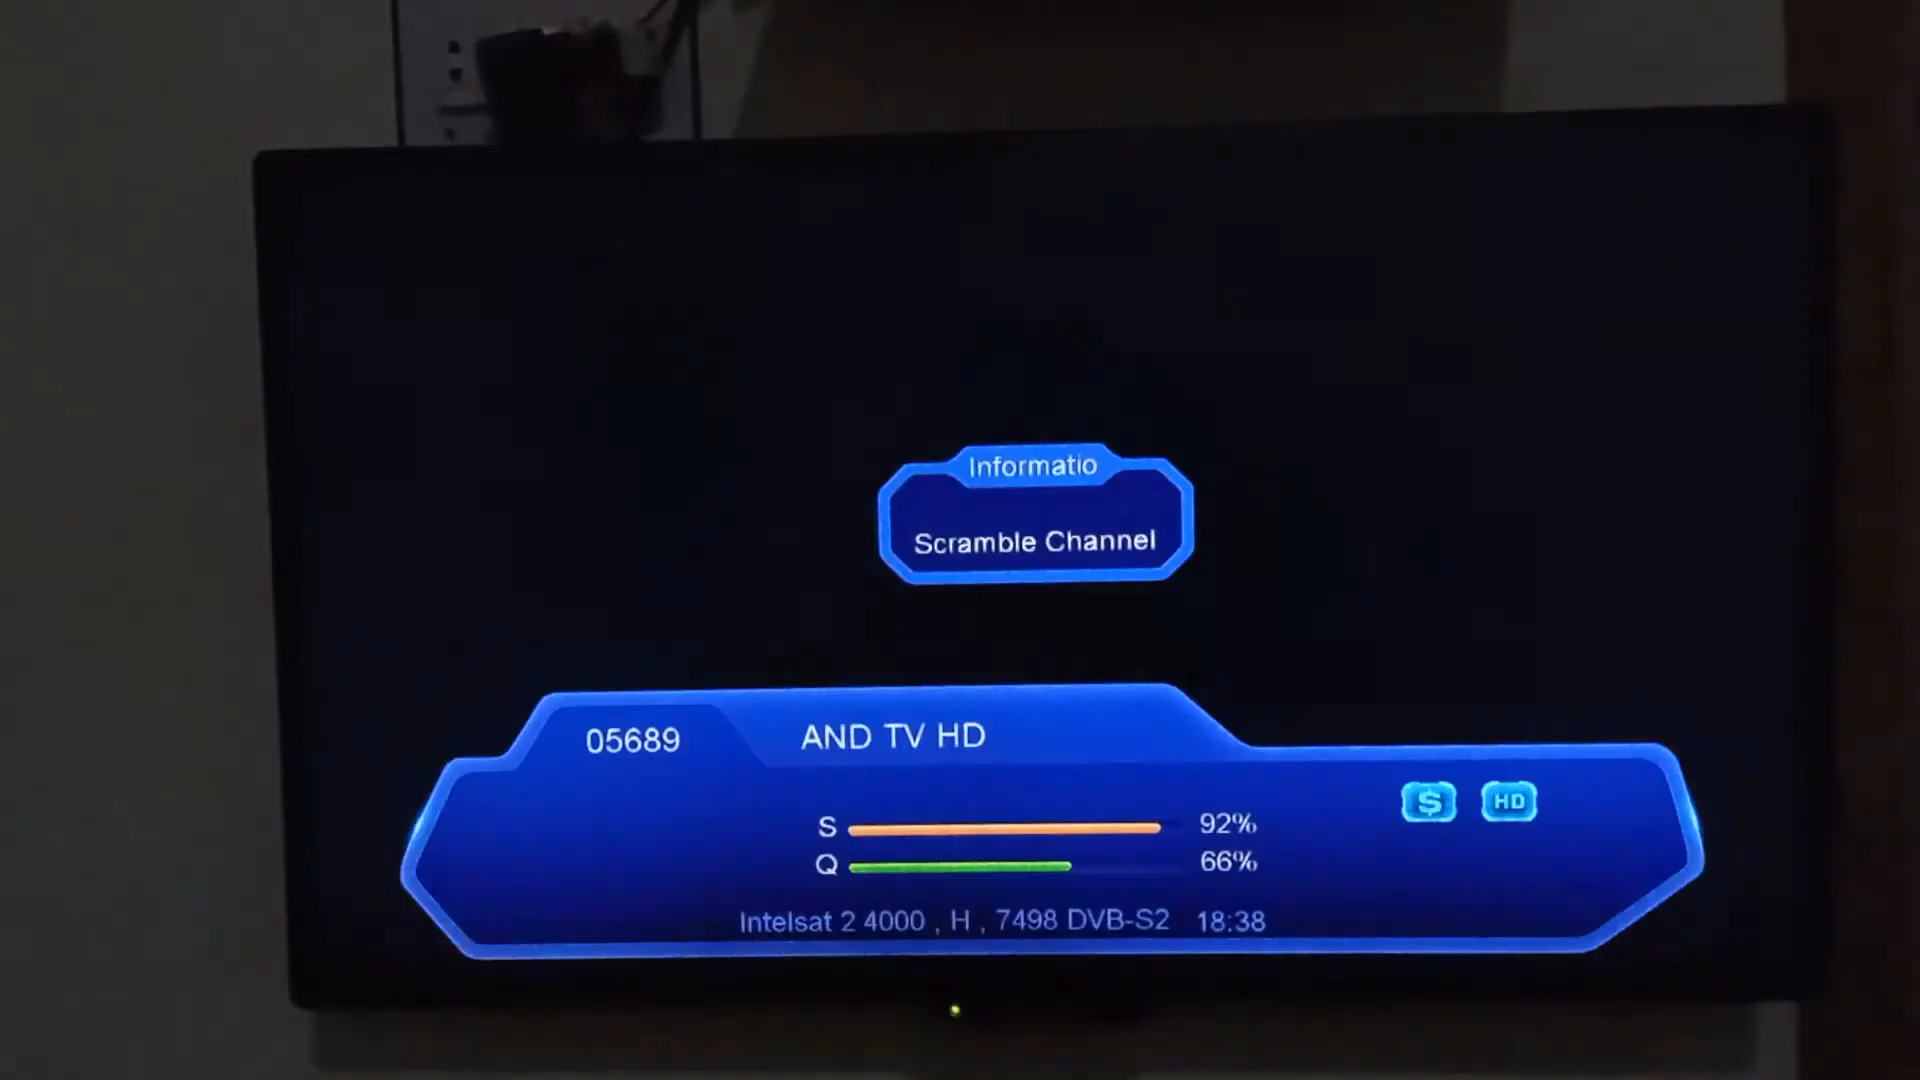 Informatio
Scramble Channel
05689
AND TV HD
$
HD
S 92%
Q 66%
Intelsat 2 4000 , H , 7498 DVB-S2 18:38